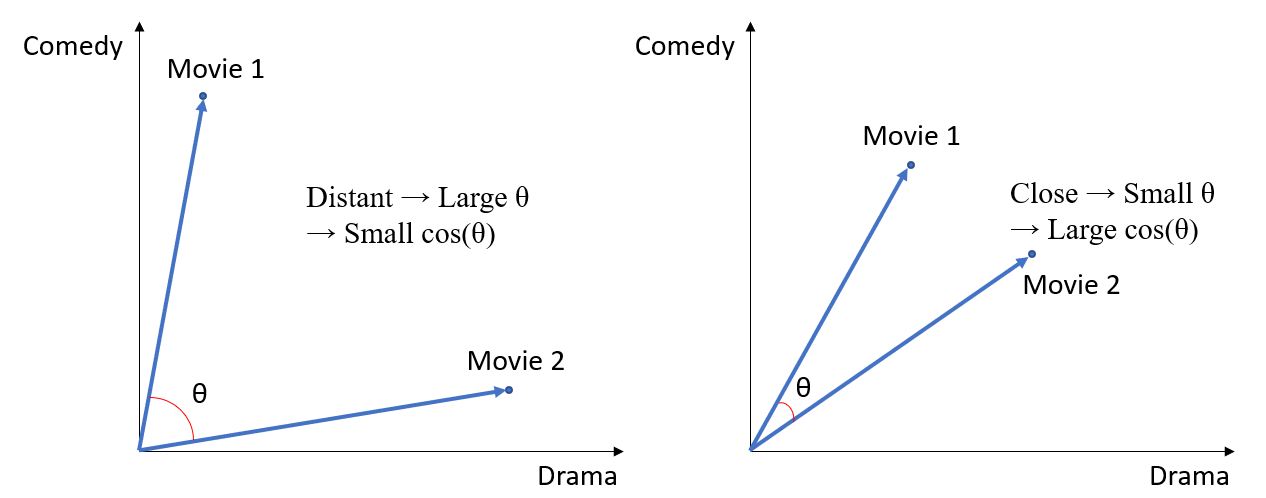 Comedy
Movie 1
Distant → Large θ
→ Small cos(θ)
Movie 2
θ
Drama
Comedy
Movie 1
Close → Small θ
→ Large cos(θ)
Movie 2
θ
Drama